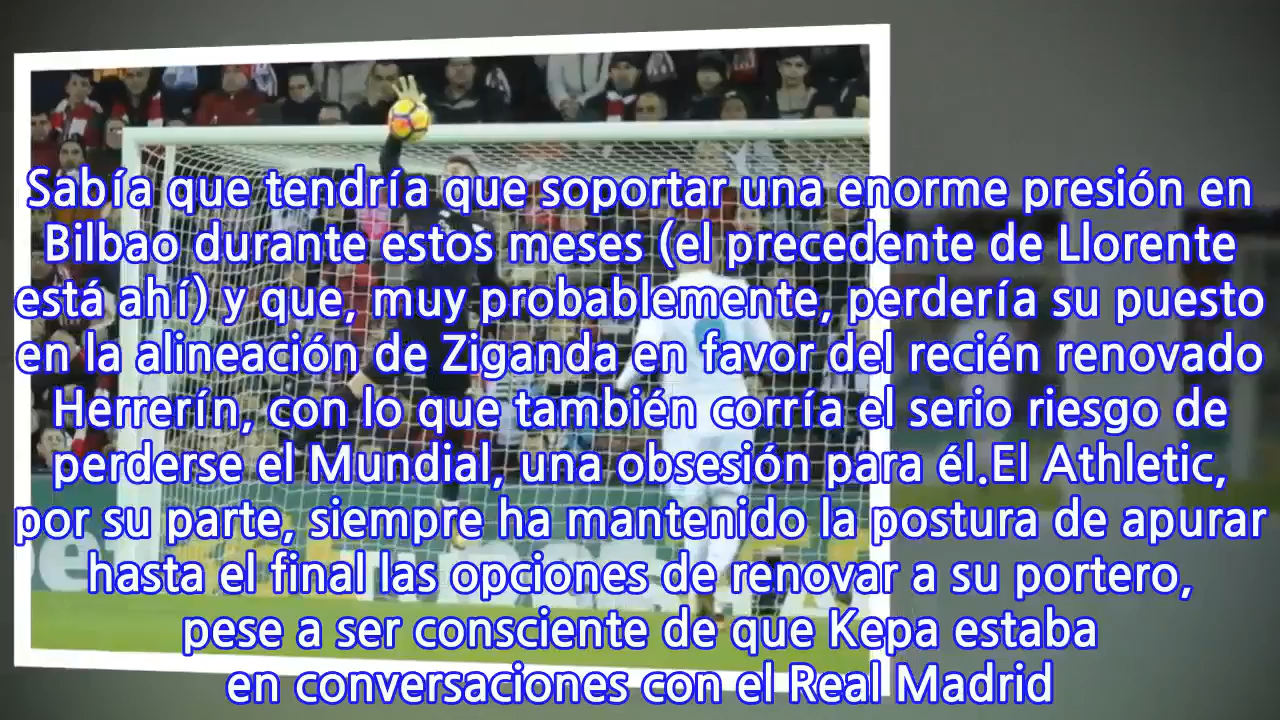 Sabía que tendría que soportar una enorme presión en
Bilbao durante estos meses (el precedente de Llorente
está ahí) y que, muy probablemente, perdería su puesto
en la alineación de Ziganda en favor del recién renovado
Herrerín, con lo que también corría el serio riesgo de
perderse el Mundial, una obsesión para él.El Athletic,
por su parte, siempre ha mantenido la postura de apurar
hasta el final las opciones de renovar a su portero,
pese a ser consciente de que Kepa estaba
en conversaciones con el Real Madrid